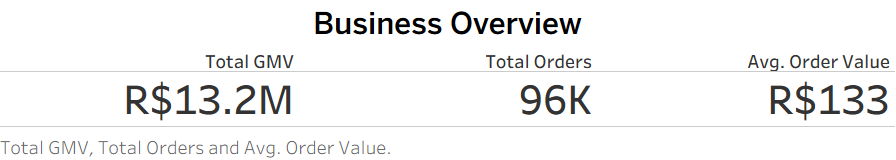 Business Overview
Total GMV Total Orders Avg. Order Value
R$13.2M 96K R$133
Total GMV, Total Orders and Avg. Order Value.